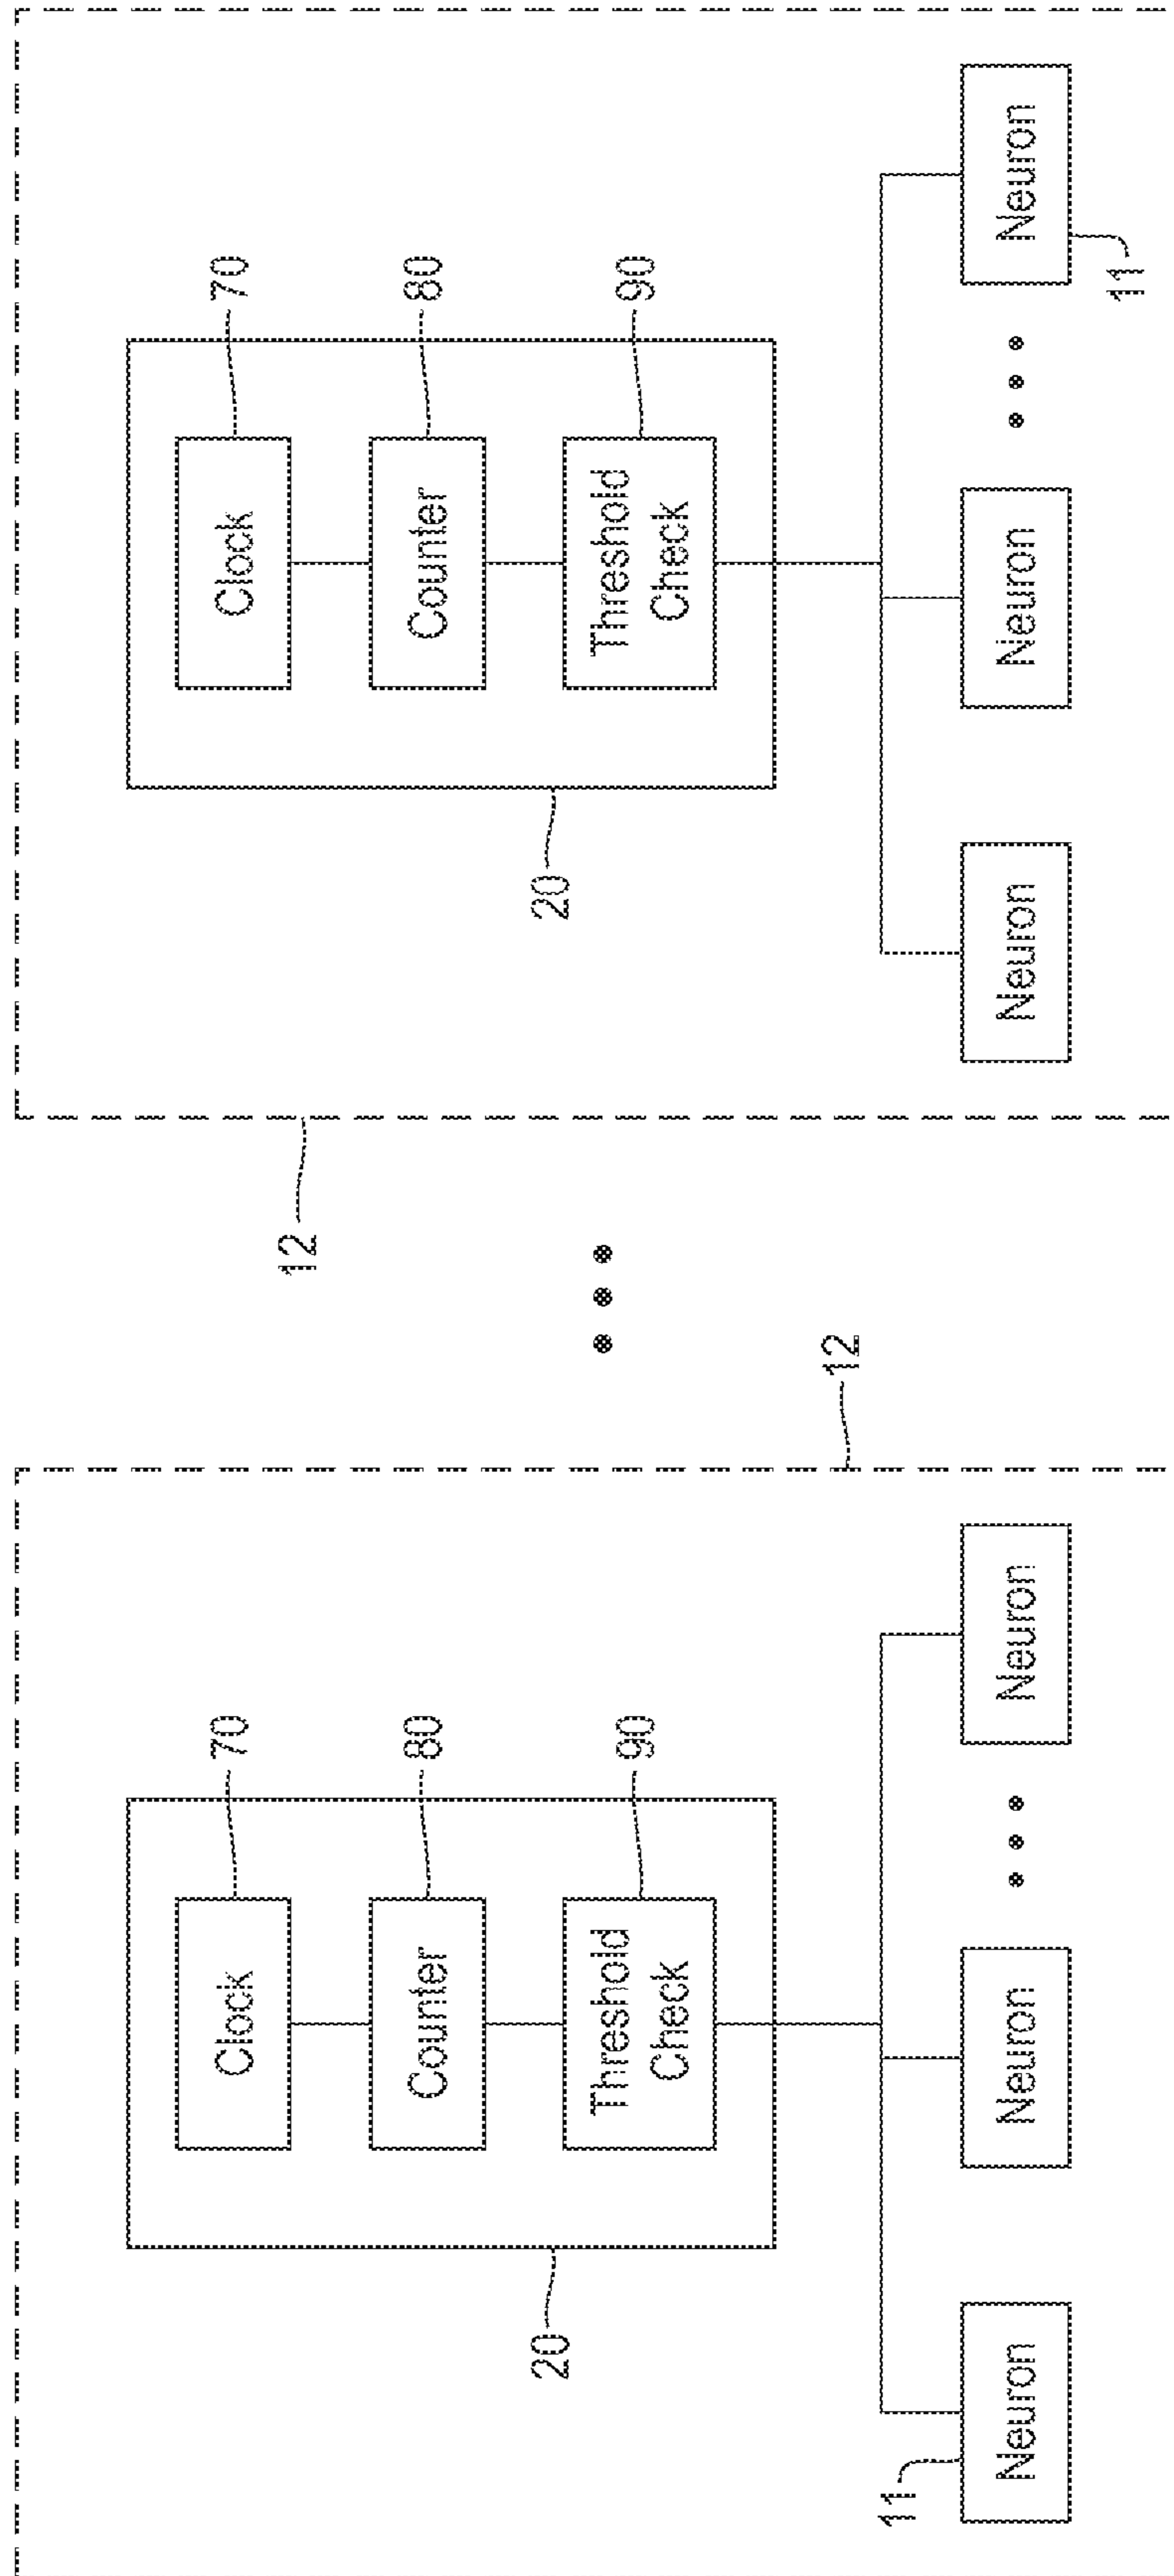 12
20
Clock
70
Counter
80
Threshold
Check
90
Neuron
11
Neuron
Neuron
12
20
Clock
70
Counter
80
Threshold
Check
90
Neuron
Neuron
Neuron
11